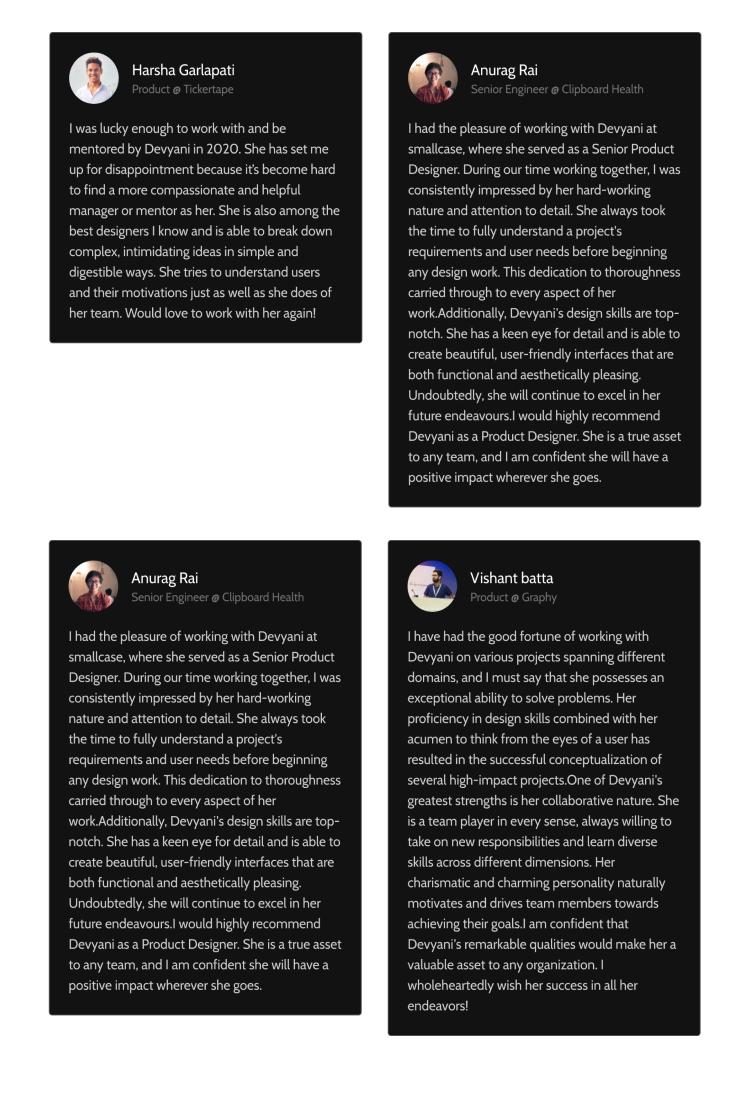 Harsha Garlapati
Product @ Tickertape
I was lucky enough to work with and be
mentored by Devyani in 2020. She has set me
up for disappointment because it's become hard
to find a more compassionate and helpful
manager or mentor as her. She is also among the
best designers I know and is able to break down
complex, intimidating ideas in simple and
digestible ways. She tries to understand users
and their motivations just as well as she does of
her team. Would love to work with her again!
Anurag Rai
Senior Engineer @ Clipboard Health
I had the pleasure of working with Devyani at
smallcase, where she served as a Senior Product
Designer. During our time working together, I was
consistently impressed by her hard-working
nature and attention to detail. She always took
the time to fully understand a project's
requirements and user needs before beginning
any design work. This dedication to thoroughness
carried through to every aspect of her
work.Additionally, Devyani's design skills are top-
notch. She has a keen eye for detail and is able to
create beautiful, user-friendly interfaces that are
both functional and aesthetically pleasing.
Undoubtedly, she will continue to excel in her
future endeavours.I would highly recommend
Devyani as a Product Designer. She is a true asset
to any team, and I am confident she will have a
positive impact wherever she goes.
Anurag Rai
Senior Engineer @ Clipboard Health
I had the pleasure of working with Devyani at
smallcase, where she served as a Senior Product
Designer. During our time working together, I was
consistently impressed by her hard-working
nature and attention to detail. She always took
the time to fully understand a project's
requirements and user needs before beginning
any design work. This dedication to thoroughness
carried through to every aspect of her
work.Additionally, Devyani's design skills are top-
notch. She has a keen eye for detail and is able to
create beautiful, user-friendly interfaces that are
both functional and aesthetically pleasing.
Undoubtedly, she will continue to excel in her
future endeavours.I would highly recommend
Devyani as a Product Designer. She is a true asset
to any team, and I am confident she will have a
positive impact wherever she goes.
Vishant batta
Product @ Graphy
I have had the good fortune of working with
Devyani on various projects spanning different
domains, and I must say that she possesses an
exceptional ability to solve problems. Her
proficiency in design skills combined with her
acumen to think from the eyes of a user has
resulted in the successful conceptualization of
several high-impact projects.One of Devyani's
greatest strengths is her collaborative nature. She
is a team player in every sense, always willing to
take on new responsibilities and learn diverse
skills across different dimensions. Her
charismatic and charming personality naturally
motivates and drives team members towards
achieving their goals.I am confident that
Devyani's remarkable qualities would make her a
valuable asset to any organization. I
wholeheartedly wish her success in all her
endeavors!